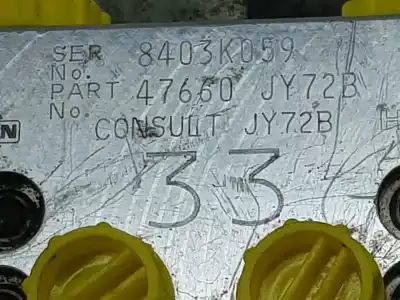 SER 8403K059
No.
PART 47660 JY72B
No.
CONSULT JY72B
33